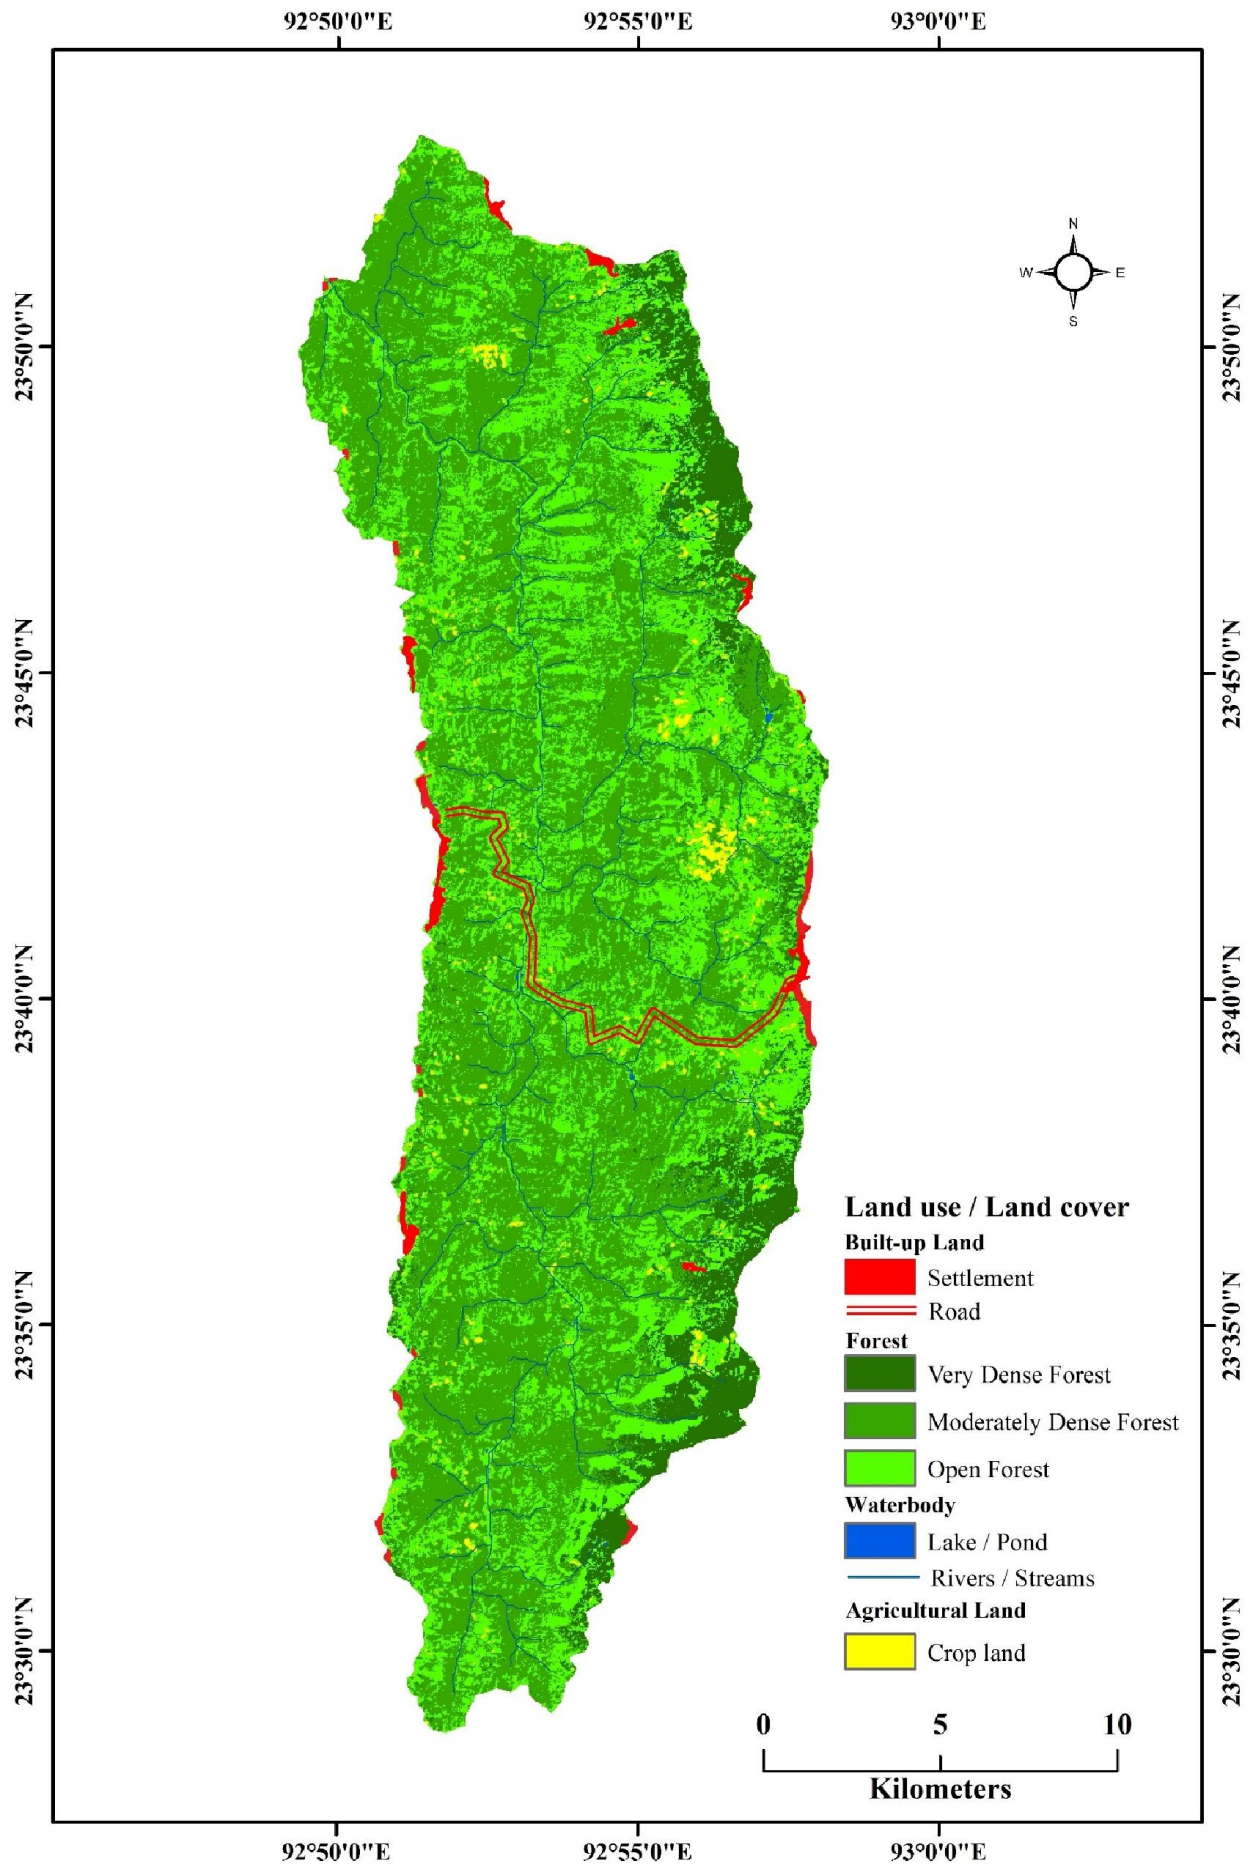 92°50'0"E 92°55'0"E 93°0'0"E
N
W E
S
23°50'0"N 23°50'0"N
23°45'0"N 23°45'0"N
23°40'0"N 23°40'0"N
Land use / Land cover
Built-up Land
Settlement
Road
23°35'0"N 23°35'0"N
Forest
Very Dense Forest
Moderately Dense Forest
Open Forest
Waterbody
Lake / Pond
Rivers / Streams
Agricultural Land
23°30'0"N 23°30'0"N
Crop land
0 5 10
Kilometers
92°50'0"E 92°55'0"E 93°0'0"E